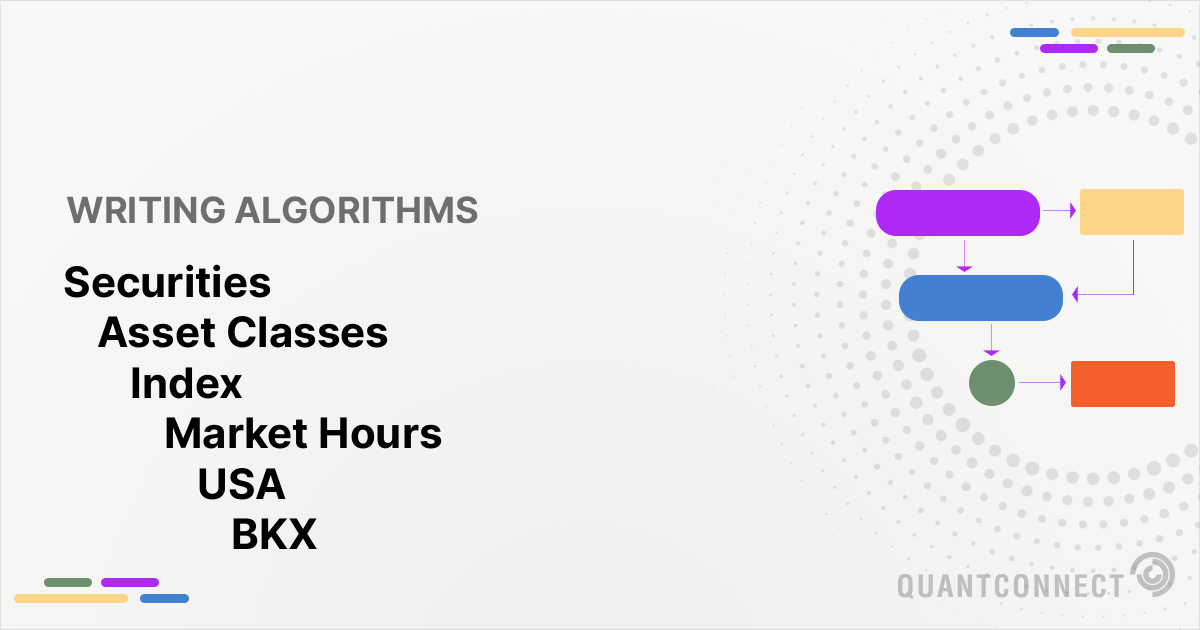 WRITING ALGORITHMS
Securities
Asset Classes
Index
Market Hours
USA
BKX
QUANTCONNECT